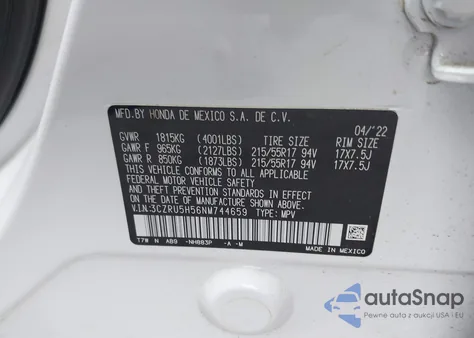 MFD.BY HONDA DE MEXICO S.A. DE C.V.
04/'22
GVWR 1815KG (4001LBS) TIRE SIZE RIM SIZE
GAWR F 965KG (2127LBS) 215/55R17 94V 17X7.5J
GAWR R 850KG (1873LBS) 215/55R17 94V 17X7.5J
THIS VEHICLE CONFORMS TO ALL APPLICABLE
FEDERAL MOTOR VEHICLE SAFETY,
BUMPER, AND THEFT PREVENTION STANDARDS IN EFFECT
ON THE DATE OF MANUFACTURE SHOWN ABOVE.
V.I.N:3CZRU5H56NM744659 TYPE: MPV
T7W N AB9 -NH883P -A -M
MADE IN MEXICO
autoSnap
Pewne auta z aukcji USA i EU